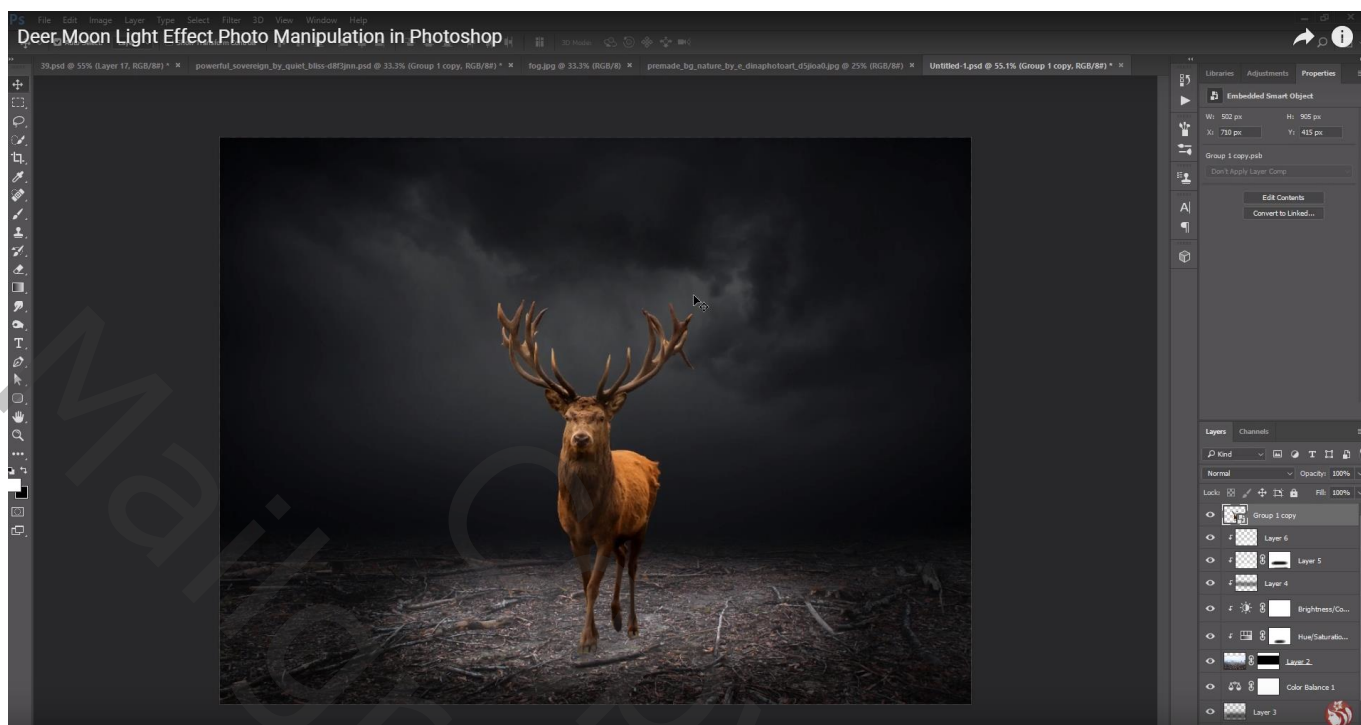 Ps File Edit Image Layer Type Select Filter 3D View Window Help
Deer Moon Light Effect Photo Manipulation in Photoshop
3D Mode:
39.psd @ 55% (Layer 17, RGB/8#) * × powerful_sovereign_by_quiet_bliss-d8f3jnn.psd @ 33.3% (Group 1 copy, RGB/8#) * × fog.jpg @ 33.3% (RGB/8) × premade_bg_nature_by_e_dinaphotoart_d5jioa0.jpg @ 25% (RGB/8#) × Untitled-1.psd @ 55.1% (Group 1 copy, RGB/8#) * ×
Libraries Adjustments Properties
Embedded Smart Object
W: 502 px H: 905 px
X: 710 px Y: 415 px
Group 1 copy.psb
Don't Apply Layer Comp
Edit Contents
Convert to Linked...
Layers Channels
Kind
Normal Opacity: 100%
Lock: Fill: 100%
Group 1 copy
Layer 6
Layer 5
Layer 4
Brightness/Co...
Hue/Saturatio...
Layer 2
Color Balance 1
Layer 3